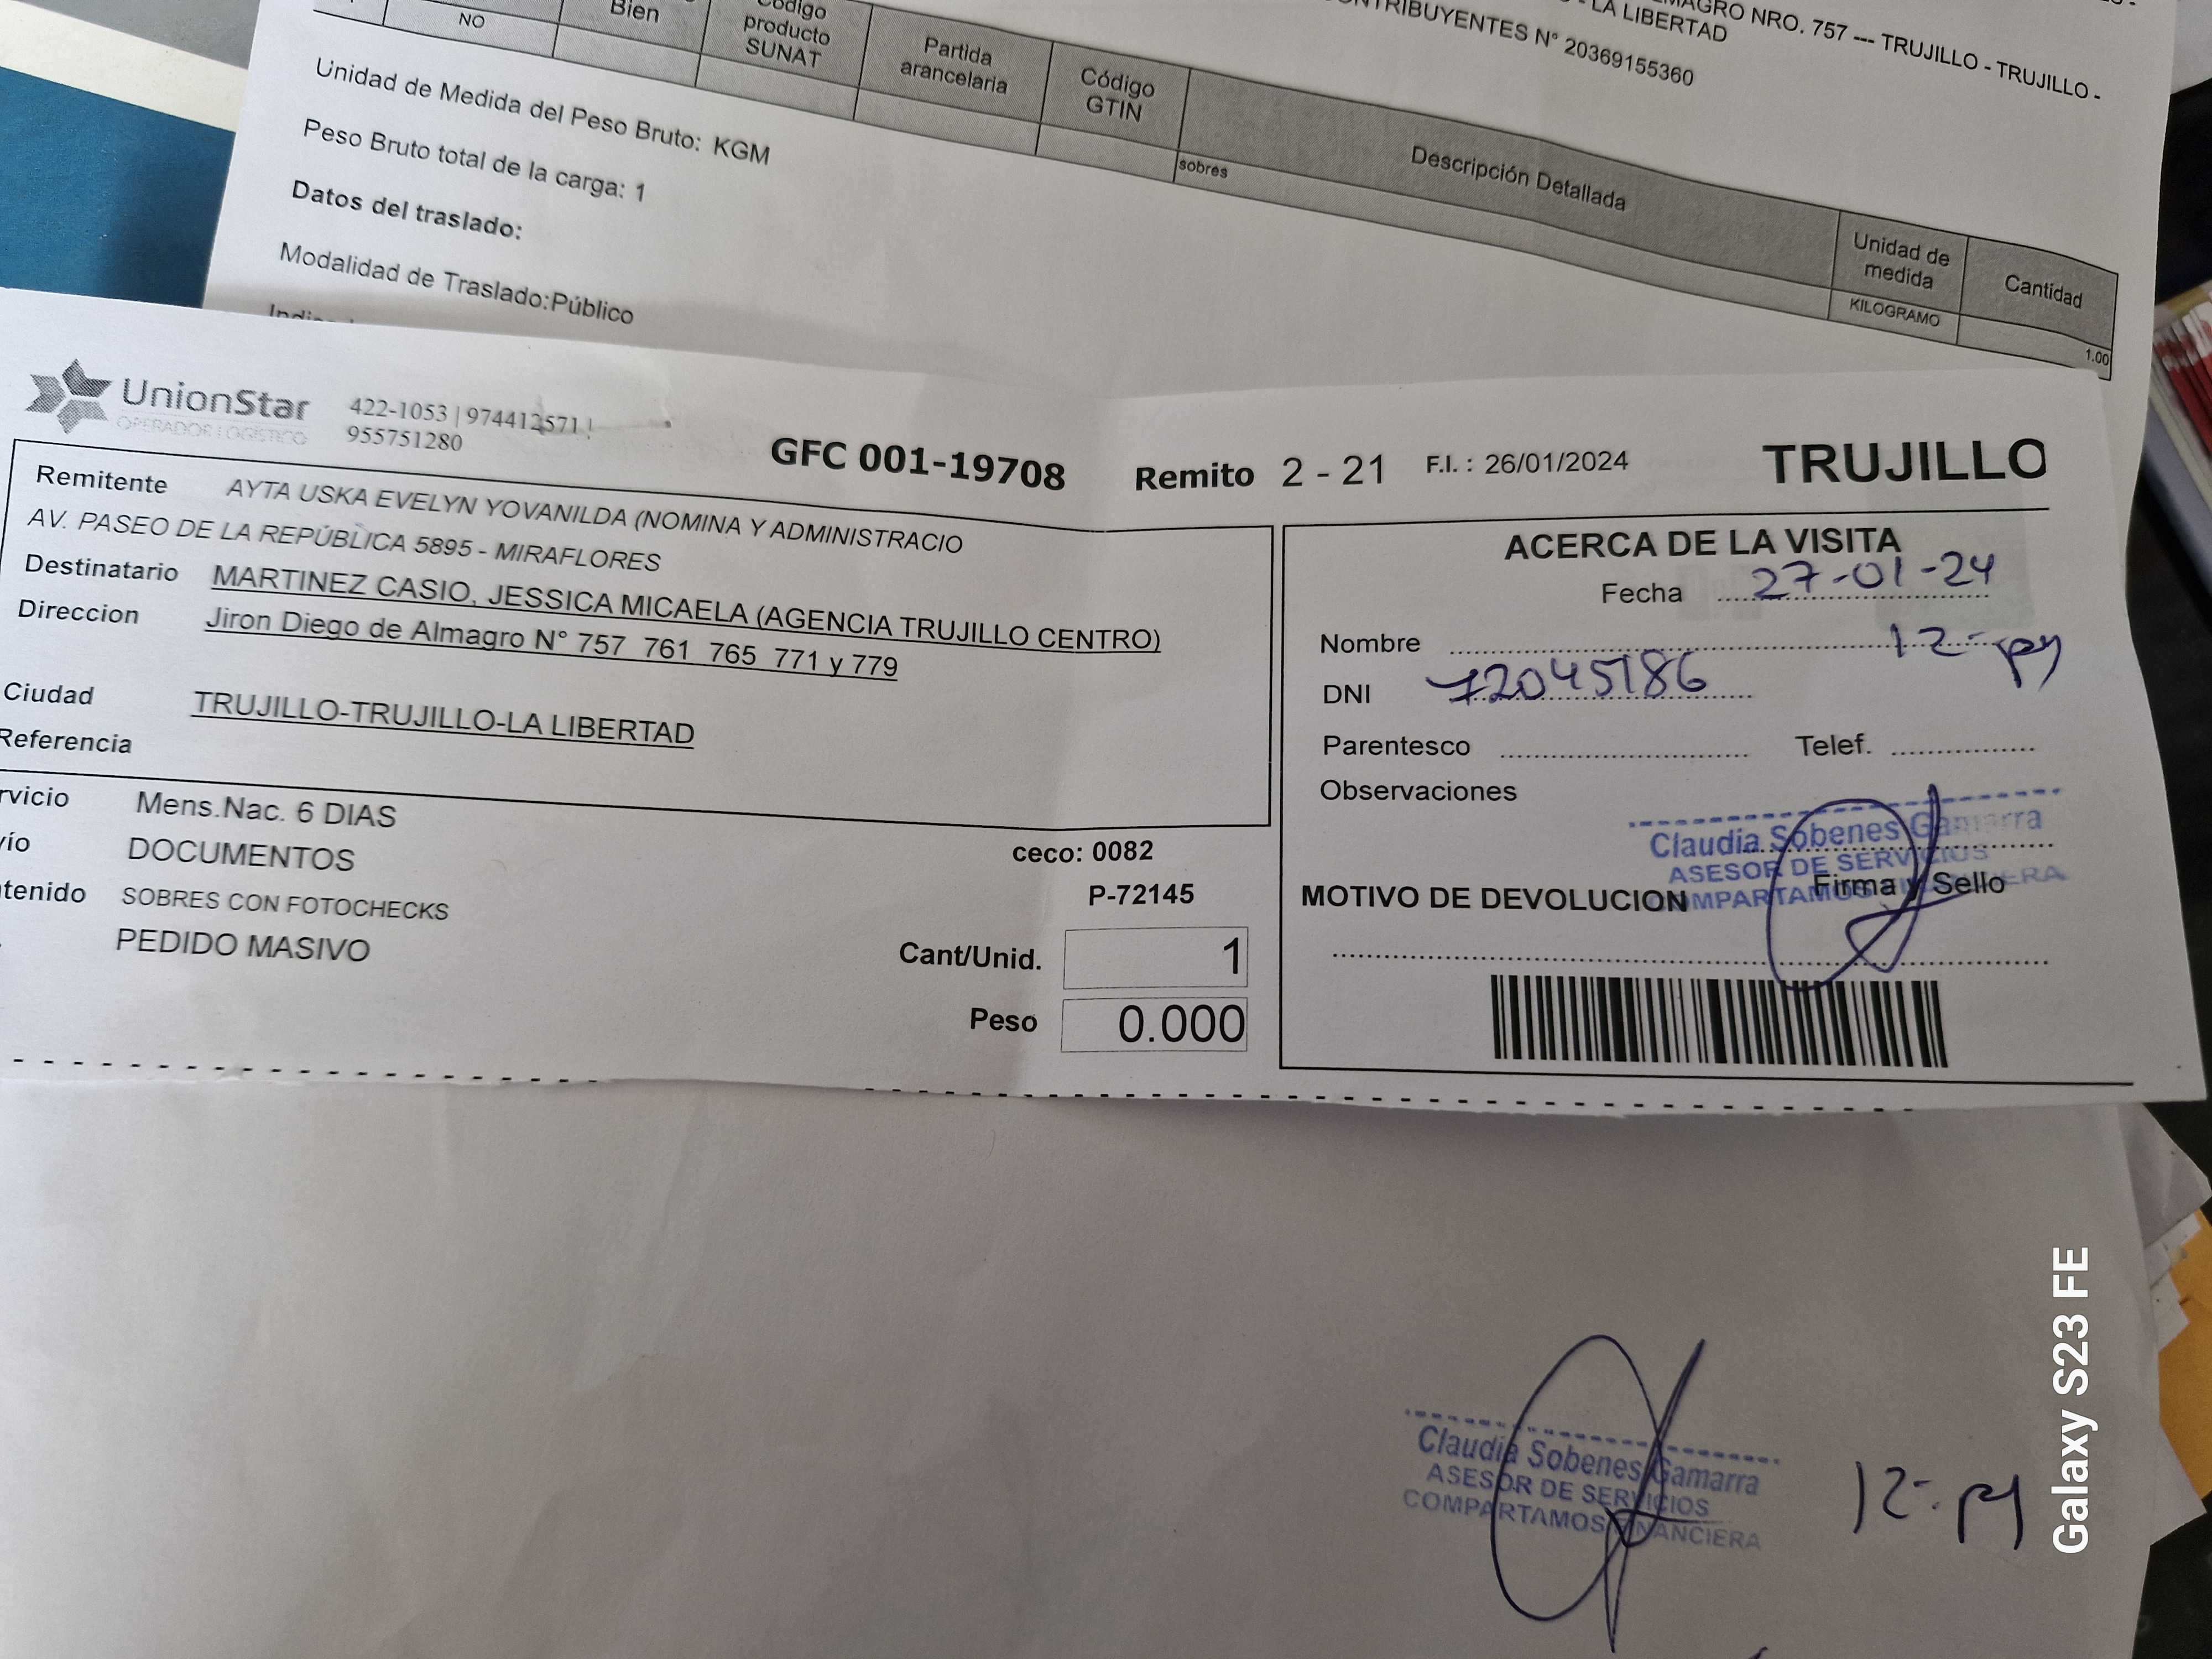 MAGRO NRO. 757 --- TRUJILLO - TRUJILLO -
- LA LIBERTAD
NTRIBUYENTES N° 20369155360
NO
Bien
Código producto SUNAT
Partida arancelaria
Código GTIN
Descripción Detallada
Unidad de medida
Cantidad
sobres
KILOGRAMO
1.00
Unidad de Medida del Peso Bruto: KGM
Peso Bruto total de la carga: 1
Datos del traslado:
Modalidad de Traslado:Público
UnionStar
OPERADOR LOGÍSTICO
422-1053 | 974412571 |
955751280
GFC 001-19708
Remito 2 - 21
F.I. : 26/01/2024
TRUJILLO
Remitente AYTA USKA EVELYN YOVANILDA (NOMINA Y ADMINISTRACIO
AV. PASEO DE LA REPÚBLICA 5895 - MIRAFLORES
Destinatario MARTINEZ CASIO, JESSICA MICAELA (AGENCIA TRUJILLO CENTRO)
Direccion Jiron Diego de Almagro N° 757 761 765 771 y 779
Ciudad TRUJILLO-TRUJILLO-LA LIBERTAD
Referencia
rvicio Mens.Nac. 6 DIAS
vío DOCUMENTOS
tenido SOBRES CON FOTOCHECKS
PEDIDO MASIVO
ceco: 0082
P-72145
Cant/Unid. 1
Peso 0.000
ACERCA DE LA VISITA
Fecha 27-01-24
Nombre 12-
DNI 72045186
Parentesco Telef.
Observaciones
Claudia Sobenes Gamarra
ASESOR DE SERVICIOS
COMPARTAMOS FINANCIERA
Firma y Sello
MOTIVO DE DEVOLUCION
Claudia Sobenes Gamarra
ASESOR DE SERVICIOS
COMPARTAMOS FINANCIERA
12-
Galaxy S23 FE